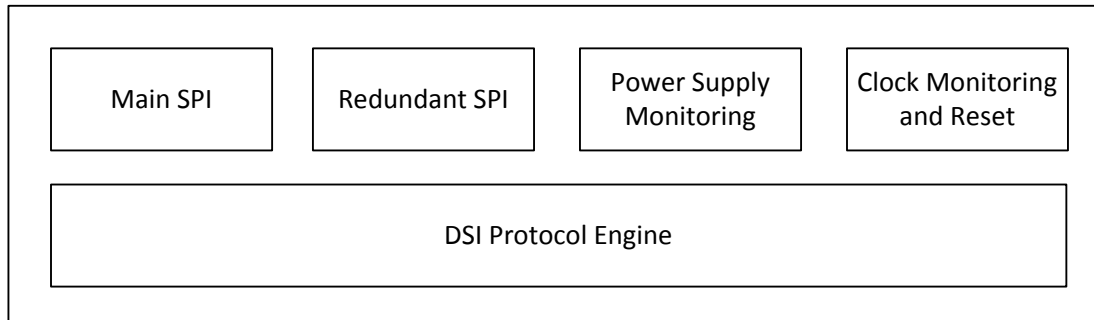 Main SPI
Redundant SPI
Power Supply
Monitoring
Clock Monitoring
and Reset
DSI Protocol Engine